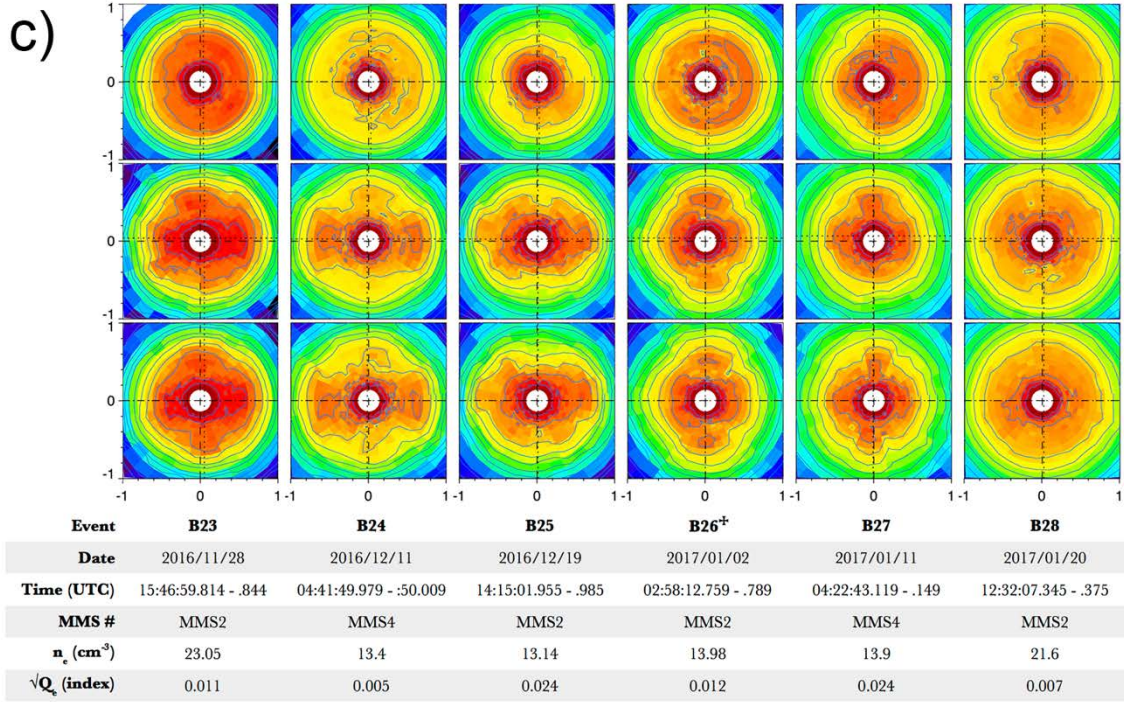 c)
1
0
-1
1
0
-1
1
0
-1
-1 0 1 -1 0 1 -1 0 1 -1 0 1 -1 0 1 -1 0 1
Event B23 B24 B25 B26✢ B27 B28
Date 2016/11/28 2016/12/11 2016/12/19 2017/01/02 2017/01/11 2017/01/20
Time (UTC) 15:46:59.814 - .844 04:41:49.979 - :50.009 14:15:01.955 - .985 02:58:12.759 - .789 04:22:43.119 - .149 12:32:07.345 - .375
MMS # MMS2 MMS4 MMS2 MMS2 MMS4 MMS2
nₑ (cm⁻³) 23.05 13.4 13.14 13.98 13.9 21.6
√Qₑ (index) 0.011 0.005 0.024 0.012 0.024 0.007